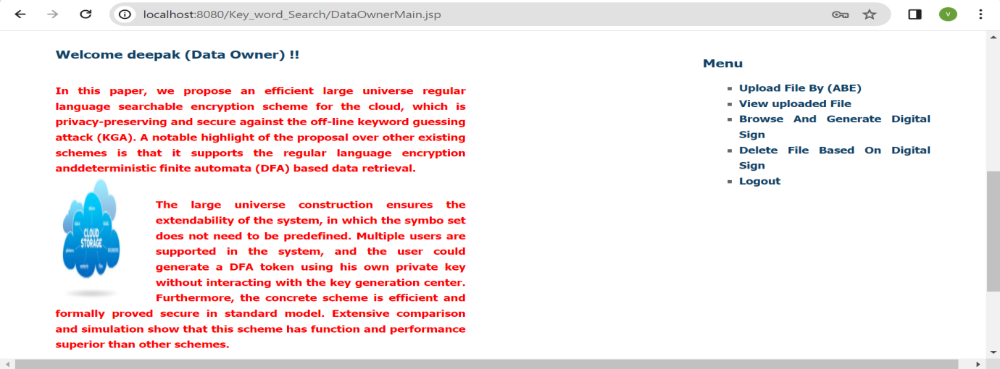 localhost:8080/Key_word_Search/DataOwnerMain.jsp
V
Welcome deepak (Data Owner) !!
In this paper, we propose an efficient large universe regular
language searchable encryption scheme for the cloud, which is
privacy-preserving and secure against the off-line keyword guessing
attack (KGA). A notable highlight of the proposal over other existing
schemes is that it supports the regular language encryption
anddeterministic finite automata (DFA) based data retrieval.
CLOUD
STORAGE
The large universe construction ensures the
extendability of the system, in which the symbo set
does not need to be predefined. Multiple users are
supported in the system, and the user could
generate a DFA token using his own private key
without interacting with the key generation center.
Furthermore, the concrete scheme is efficient and
formally proved secure in standard model. Extensive comparison
and simulation show that this scheme has function and performance
superior than other schemes.
Menu
Upload File By (ABE)
View uploaded File
Browse And Generate Digital
Sign
Delete File Based On Digital
Sign
Logout